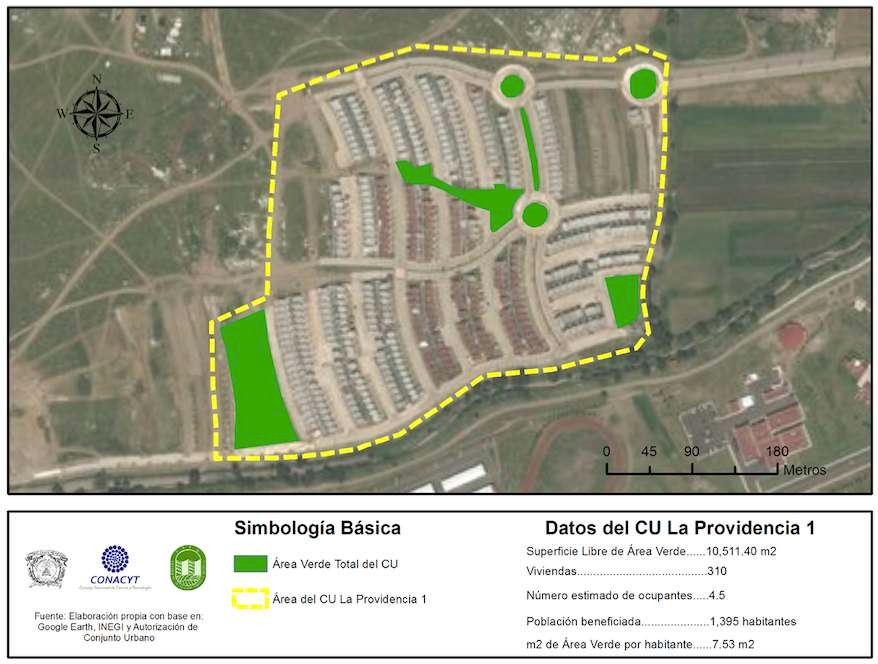 N
W E
S
0 45 90 180
Metros
Simbología Básica
Área Verde Total del CU
Área del CU La Providencia 1
CONACYT
Fuente: Elaboración propia con base en:
Google Earth, INEGI y Autorización de
Conjunto Urbano
Datos del CU La Providencia 1
Superficie Libre de Área Verde......10,511.40 m2
Viviendas.......................................310
Número estimado de ocupantes.....4.5
Población beneficiada.....................1,395 habitantes
m2 de Área Verde por habitante.....7.53 m2